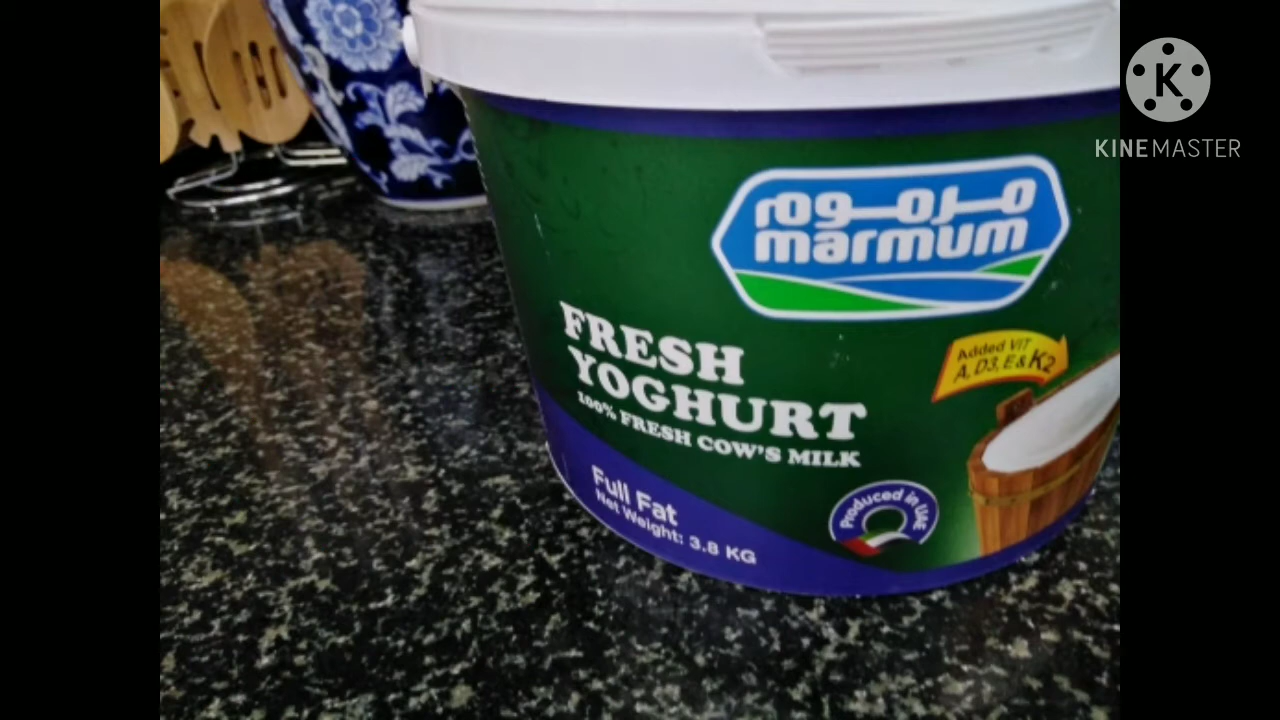 مرموم
marmum
FRESH
YOGHURT
100% FRESH COW'S MILK
Added VIT
A, D3, E & K2
Full Fat
Net Weight: 3.8 KG
Produced in UAE
K
KINEMASTER